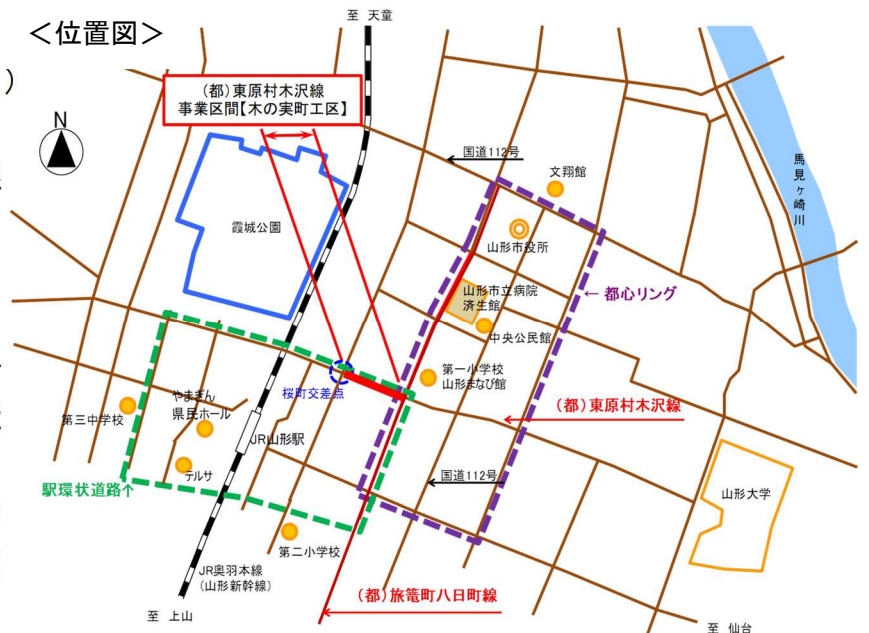 <位置図>
至 天童
)
(都)東原村木沢線
事業区間【木の実町工区】
N
国道112号
文翔館
馬見ヶ崎川
霞城公園
山形市役所
山形市立病院
済生館
← 都心リング
中央公民館
第一小学校
山形まなび館
桜町交差点
やまぎん
県民ホール
(都)東原村木沢線
第三中学校
JR山形駅
テルサ
国道112号
駅環状道路↑
山形大学
第二小学校
JR奥羽本線
(山形新幹線)
(都)旅篭町八日町線
至 上山
至 仙台